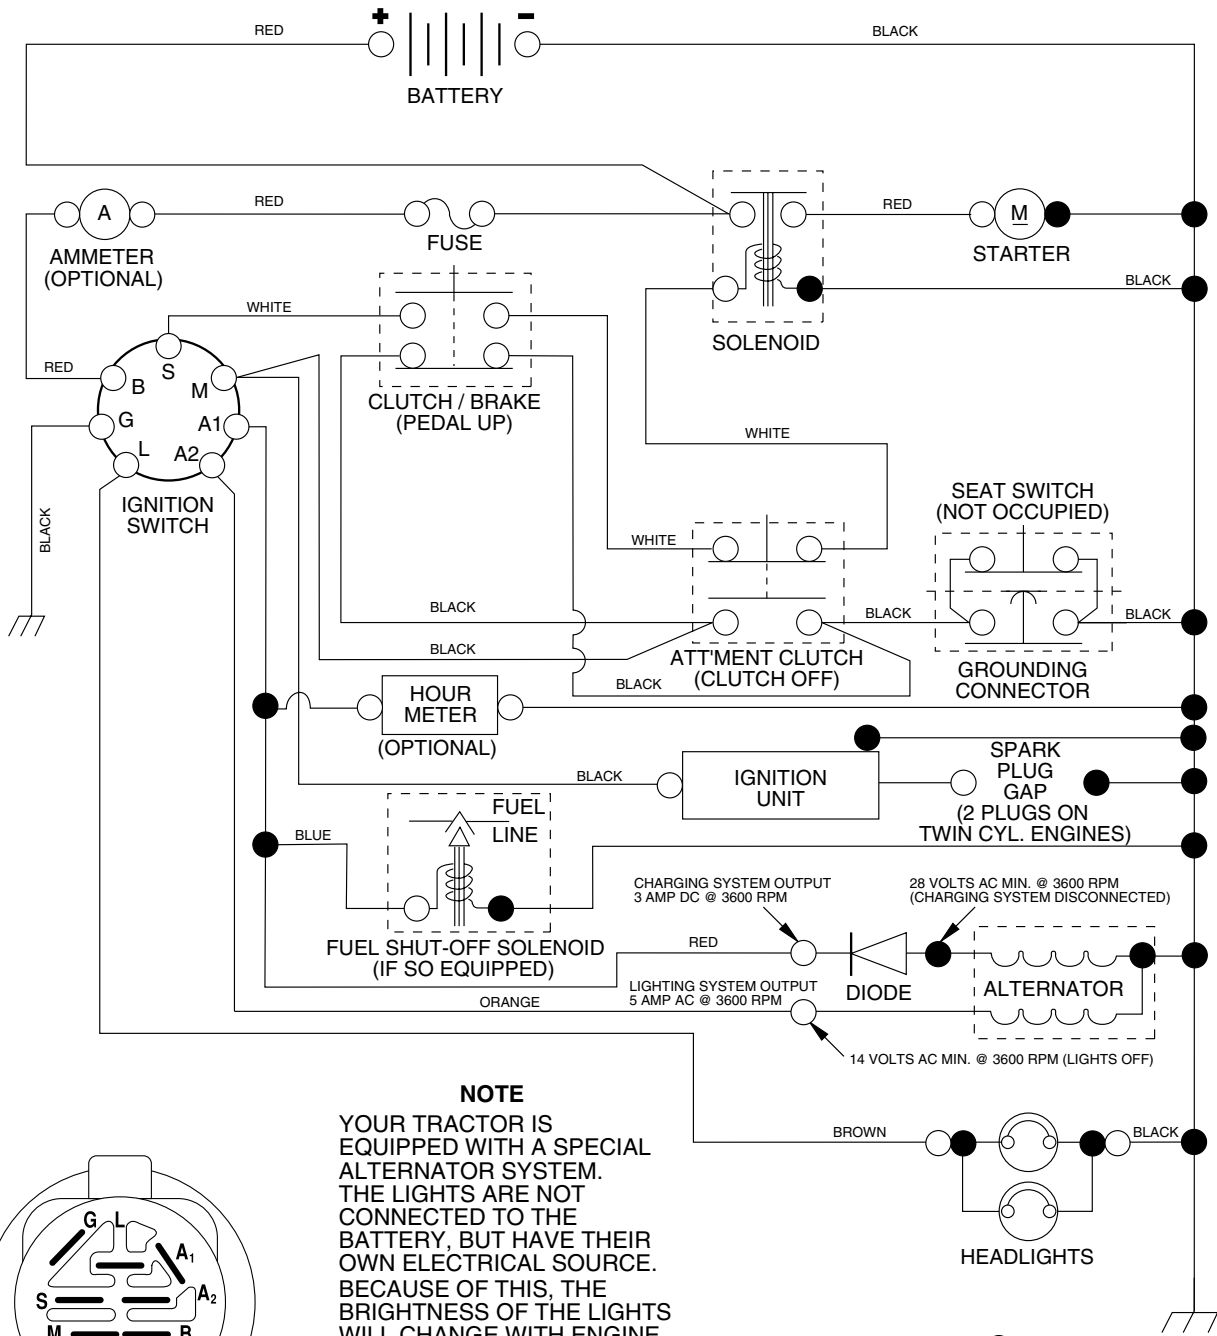 + -
RED
BLACK
BATTERY
A
RED
FUSE
RED
M
STARTER
AMMETER
(OPTIONAL)
BLACK
WHITE
SOLENOID
RED
S
B
M
G
A1
L
A2
CLUTCH / BRAKE
(PEDAL UP)
WHITE
IGNITION
SWITCH
BLACK
SEAT SWITCH
(NOT OCCUPIED)
WHITE
BLACK
BLACK
BLACK
BLACK
ATT'MENT CLUTCH
(CLUTCH OFF)
BLACK
GROUNDING
CONNECTOR
HOUR
METER
(OPTIONAL)
BLACK
IGNITION
UNIT
SPARK
PLUG
GAP
(2 PLUGS ON
TWIN CYL. ENGINES)
FUEL
LINE
BLUE
CHARGING SYSTEM OUTPUT
3 AMP DC @ 3600 RPM
28 VOLTS AC MIN. @ 3600 RPM
(CHARGING SYSTEM DISCONNECTED)
FUEL SHUT-OFF SOLENOID
(IF SO EQUIPPED)
RED
DIODE
ALTERNATOR
LIGHTING SYSTEM OUTPUT
5 AMP AC @ 3600 RPM
ORANGE
14 VOLTS AC MIN. @ 3600 RPM (LIGHTS OFF)
NOTE
YOUR TRACTOR IS
EQUIPPED WITH A SPECIAL
ALTERNATOR SYSTEM.
THE LIGHTS ARE NOT
CONNECTED TO THE
BATTERY, BUT HAVE THEIR
OWN ELECTRICAL SOURCE.
BECAUSE OF THIS, THE
BRIGHTNESS OF THE LIGHTS
WILL CHANGE WITH ENGINE
BROWN
BLACK
HEADLIGHTS
G L
A1
A2
S
M
B